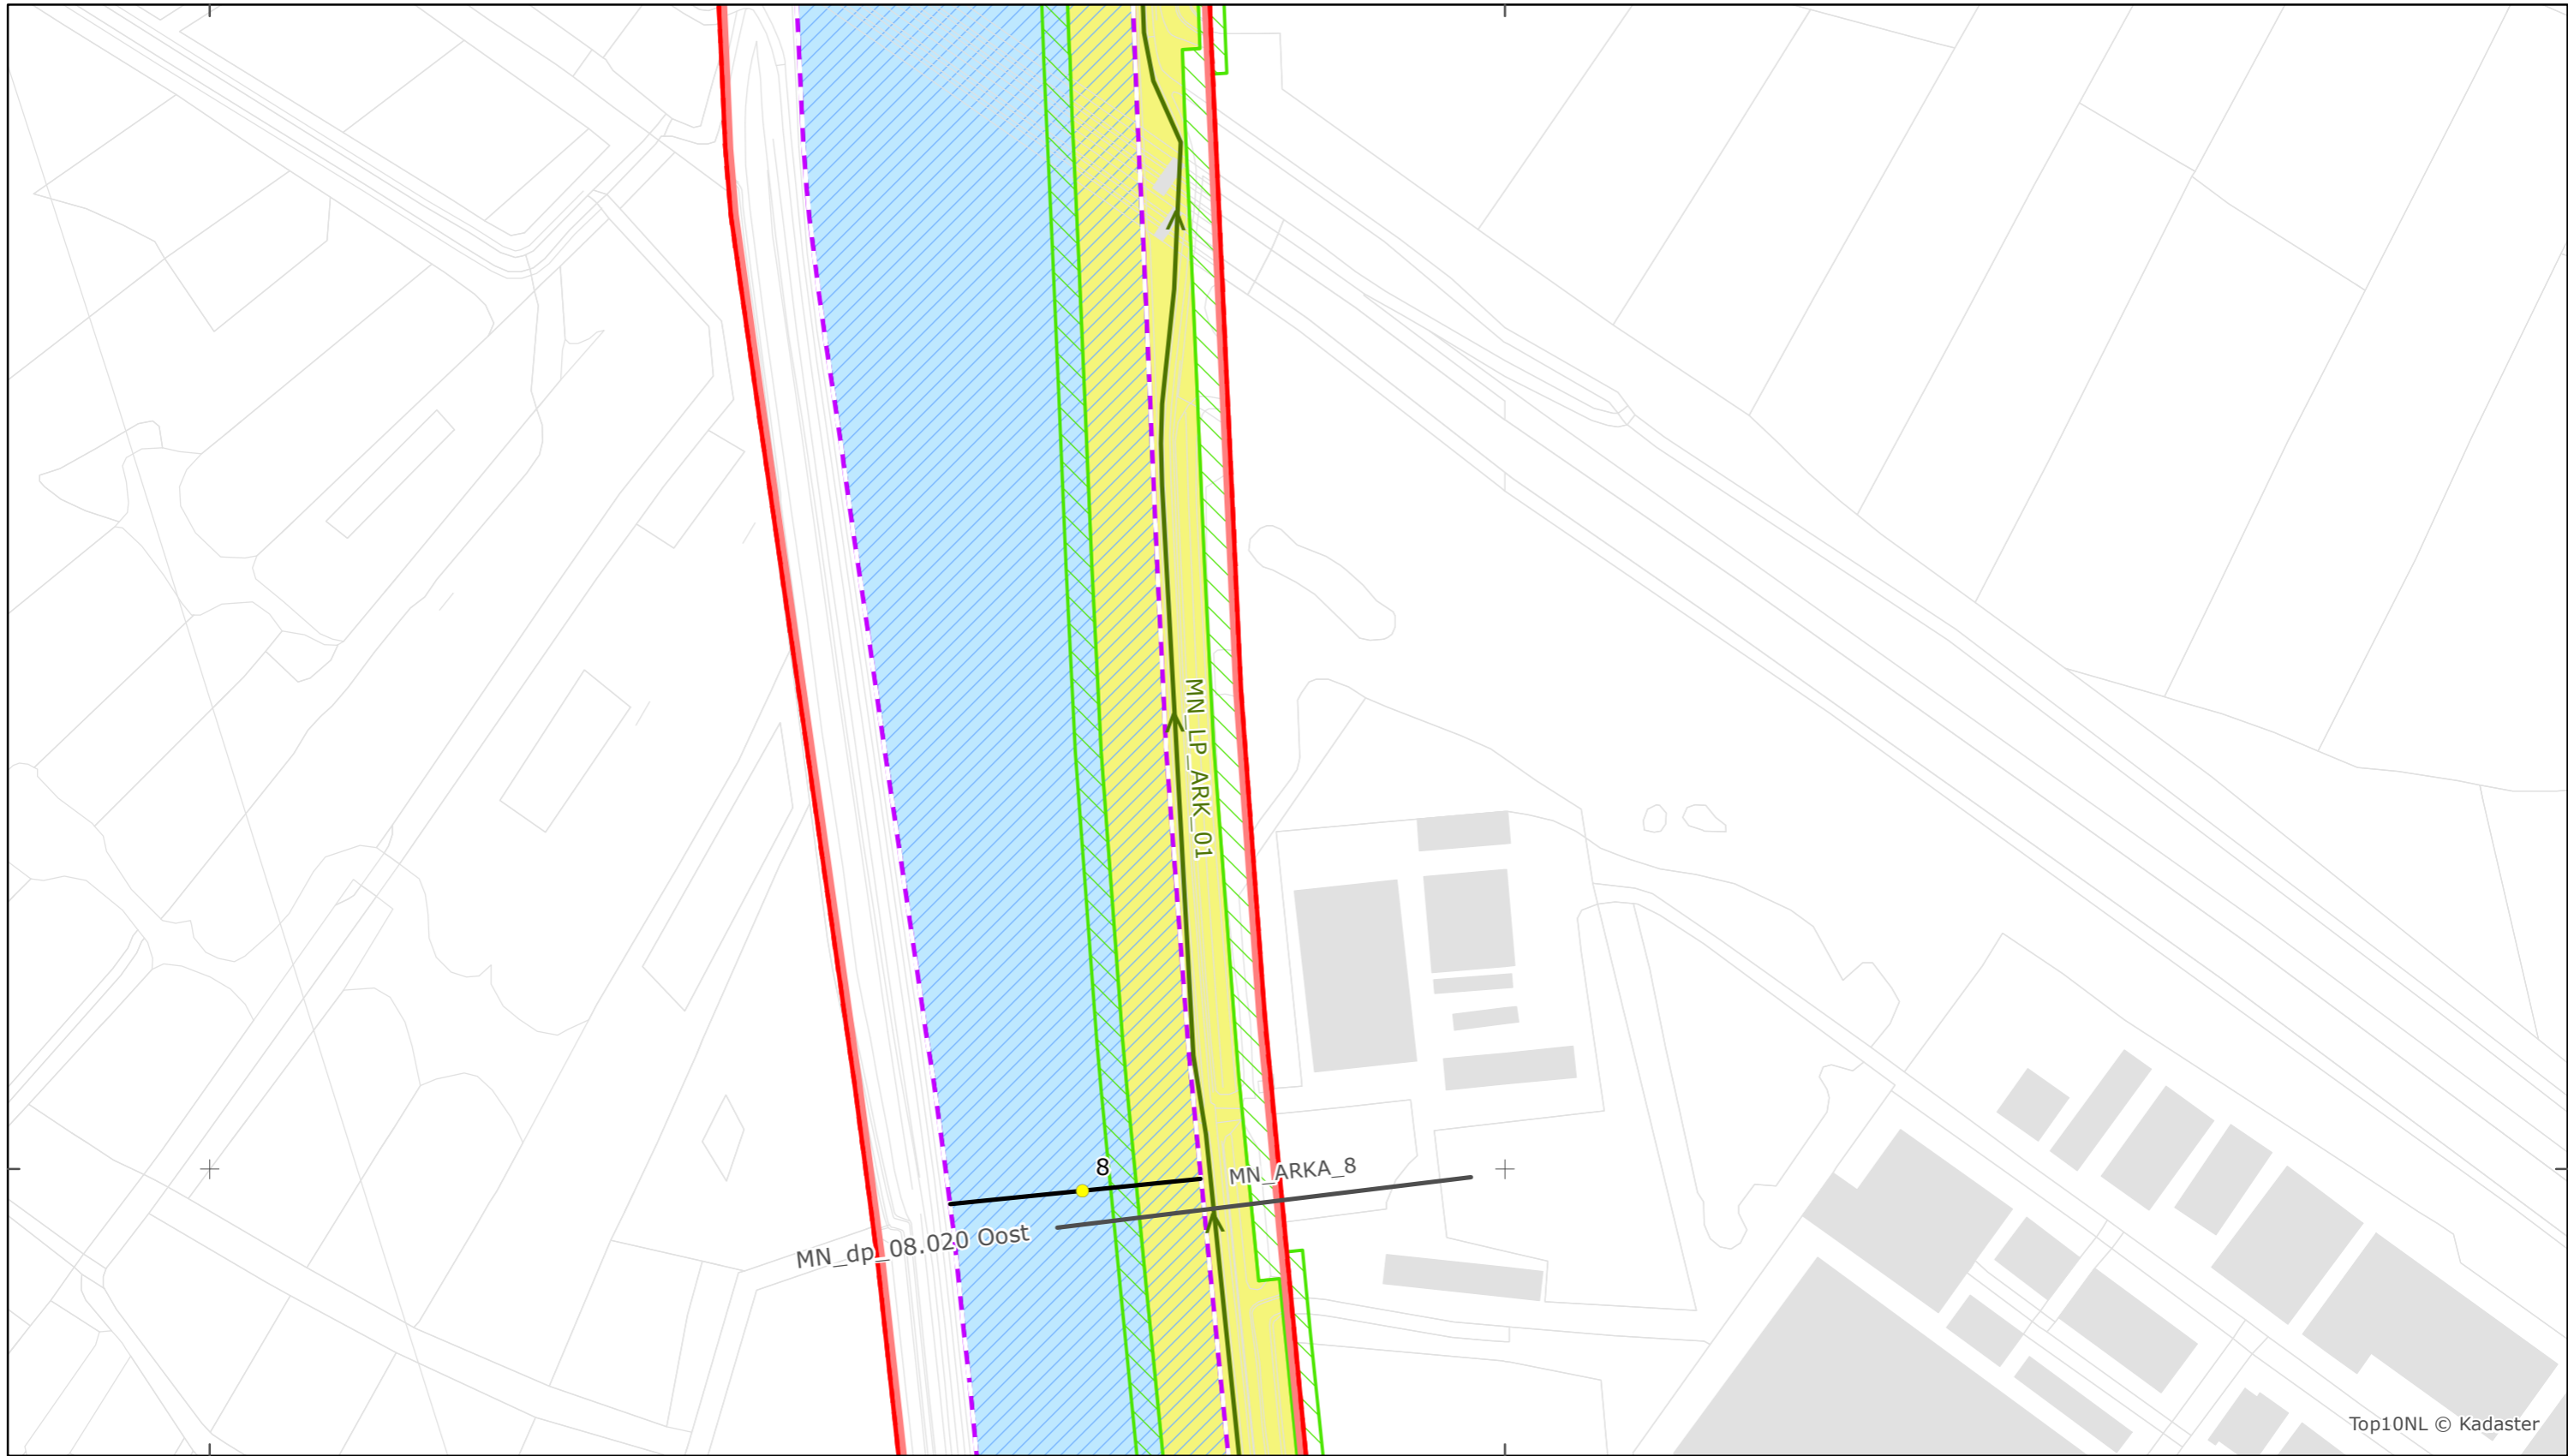 MN_LP_ARK_01
8
MN_ARKA_8
MN_dp_08.020 Oost
Top10NL © Kadaster